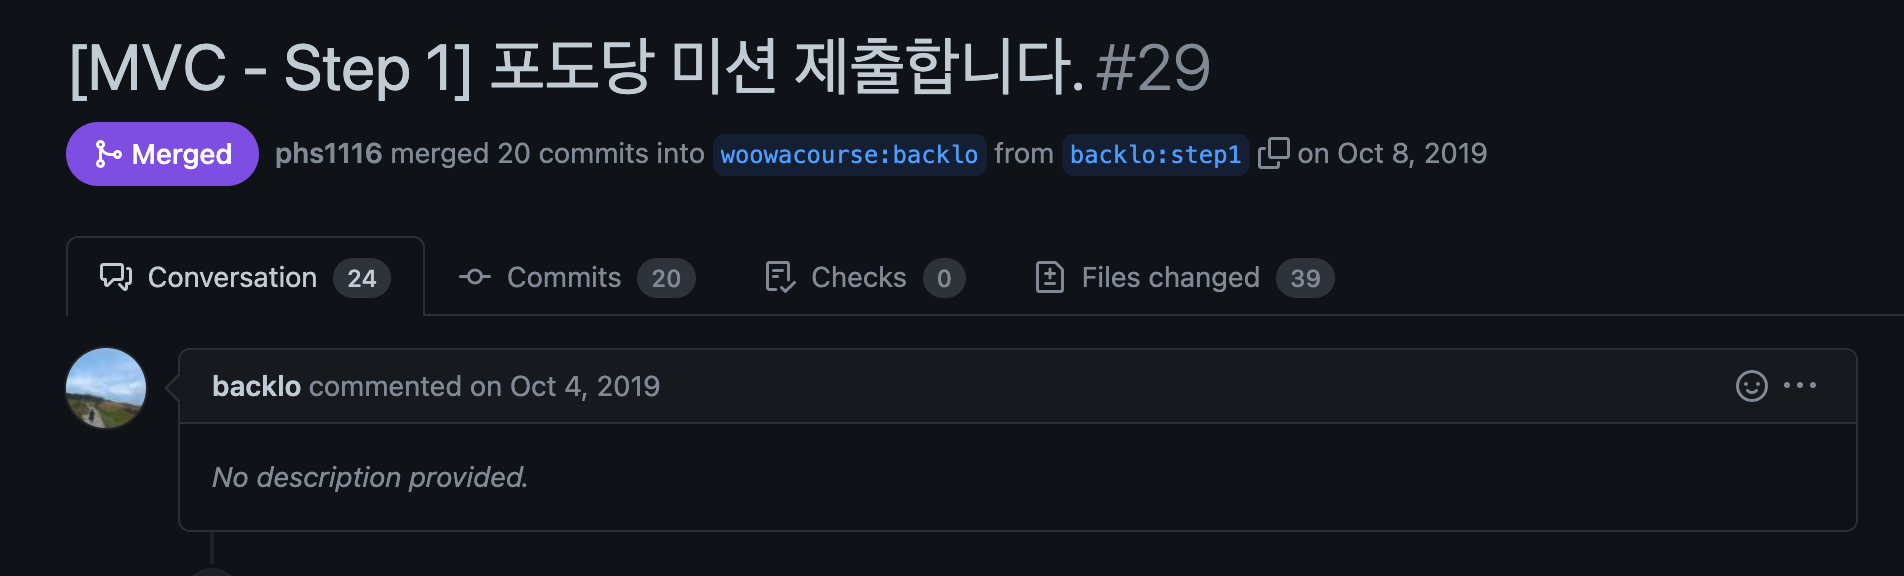 [MVC - Step 1] 포도당 미션 제출합니다. #29
Merged phs1116 merged 20 commits into woowacourse:backlo from backlo:step1 on Oct 8, 2019
Conversation 24 Commits 20 Checks 0 Files changed 39
backlo commented on Oct 4, 2019
No description provided.